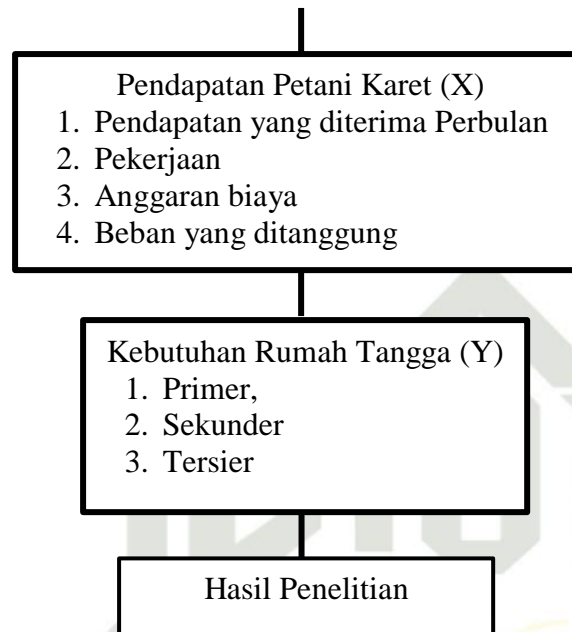 Pendapatan Petani Karet (X)
1. Pendapatan yang diterima Perbulan
2. Pekerjaan
3. Anggaran biaya
4. Beban yang ditanggung
Kebutuhan Rumah Tangga (Y)
1. Primer,
2. Sekunder
3. Tersier
Hasil Penelitian